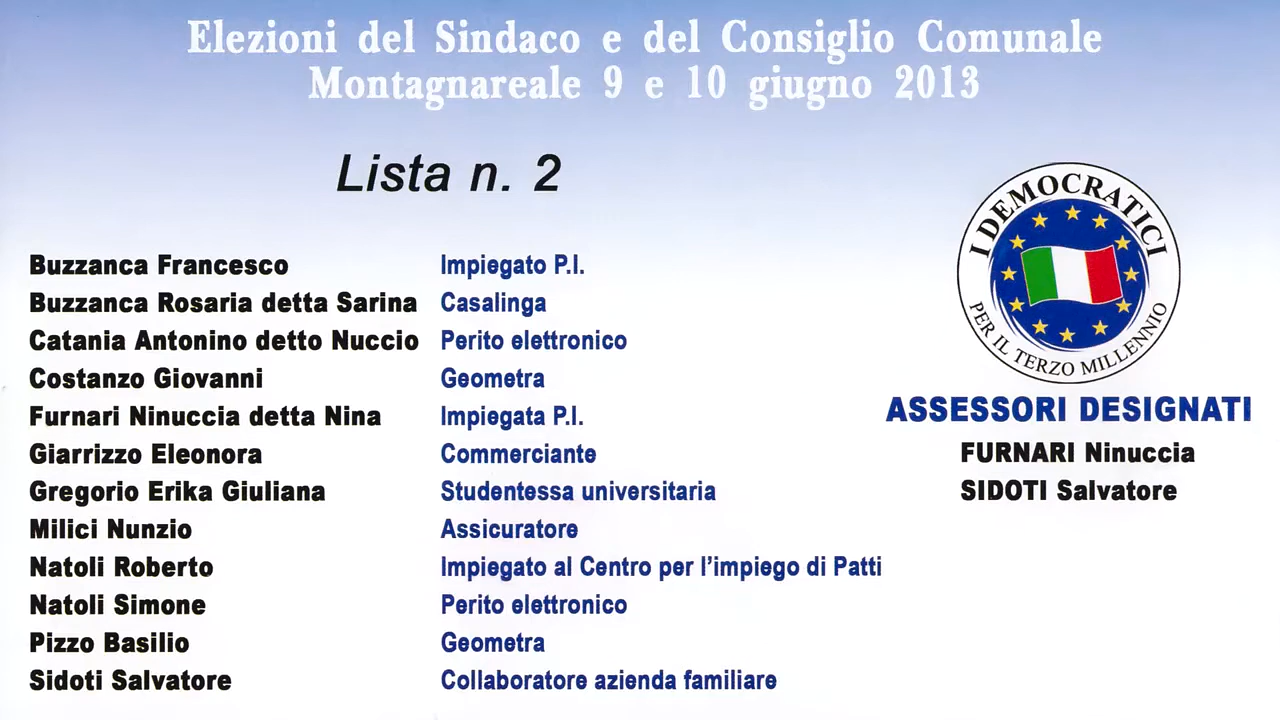 Elezioni del Sindaco e del Consiglio Comunale
Montagnareale 9 e 10 giugno 2013
Lista n. 2
Buzzanca Francesco Impiegato P.I.
Buzzanca Rosaria detta Sarina Casalinga
Catania Antonino detto Nuccio Perito elettronico
Costanzo Giovanni Geometra
Furnari Ninuccia detta Nina Impiegata P.I.
Giarrizzo Eleonora Commerciante
Gregorio Erika Giuliana Studentessa universitaria
Milici Nunzio Assicuratore
Natoli Roberto Impiegato al Centro per l'impiego di Patti
Natoli Simone Perito elettronico
Pizzo Basilio Geometra
Sidoti Salvatore Collaboratore azienda familiare
I DEMOCRATICI
PER IL TERZO MILLENNIO
ASSESSORI DESIGNATI
FURNARI Ninuccia
SIDOTI Salvatore